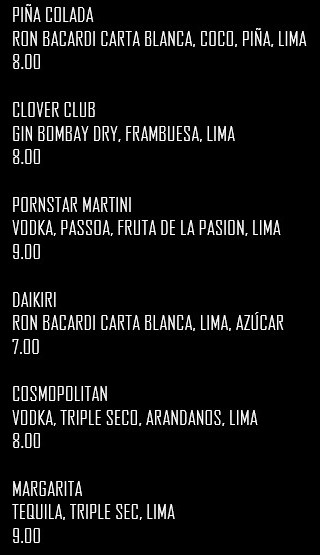 PIÑA COLADA
RON BACARDI CARTA BLANCA, COCO, PIÑA, LIMA
8.00
CLOVER CLUB
GIN BOMBAY DRY, FRAMBUESA, LIMA
8.00
PORNSTAR MARTINI
VODKA, PASSOA, FRUTA DE LA PASION, LIMA
9.00
DAIKIRI
RON BACARDI CARTA BLANCA, LIMA, AZÚCAR
7.00
COSMOPOLITAN
VODKA, TRIPLE SECO, ARANDANOS, LIMA
8.00
MARGARITA
TEQUILA, TRIPLE SEC, LIMA
9.00